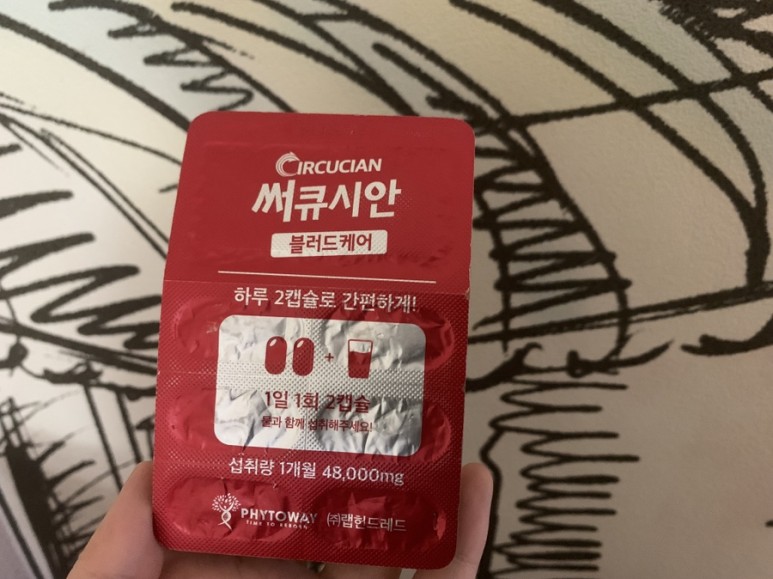 CIRCUCIAN
써큐시안
블러드케어
하루 2캡슐로 간편하게!
+
1일 1회 2캡슐
물과 함께 섭취해주세요!
섭취량 1개월 48,000mg
PHYTOWAY ㈜랩헌드레드
TIME TO REBORN